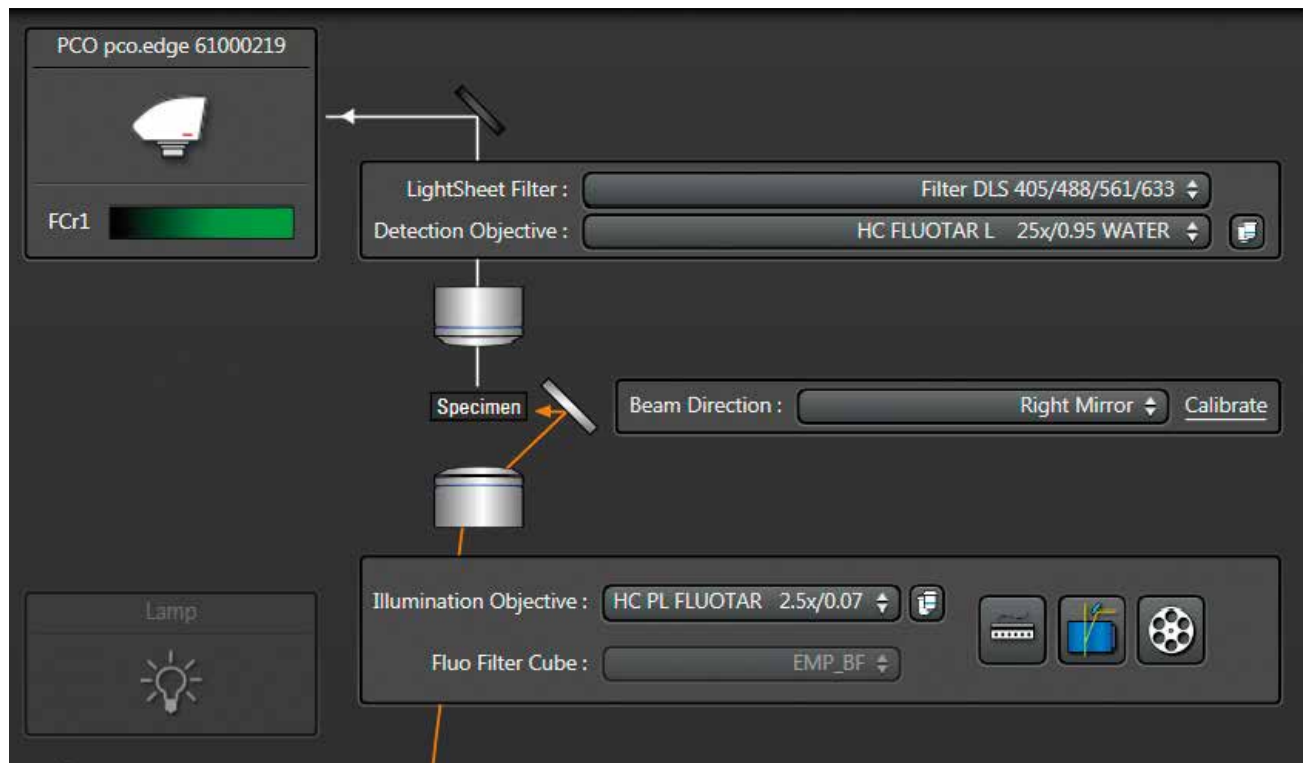 PCO pco.edge 61000219
FCr1
LightSheet Filter : Filter DLS 405/488/561/633
Detection Objective : HC FLUOTAR L 25x/0.95 WATER
Specimen
Beam Direction : Right Mirror Calibrate
Lamp
Illumination Objective : HC PL FLUOTAR 2.5x/0.07
Fluo Filter Cube : EMP_BF